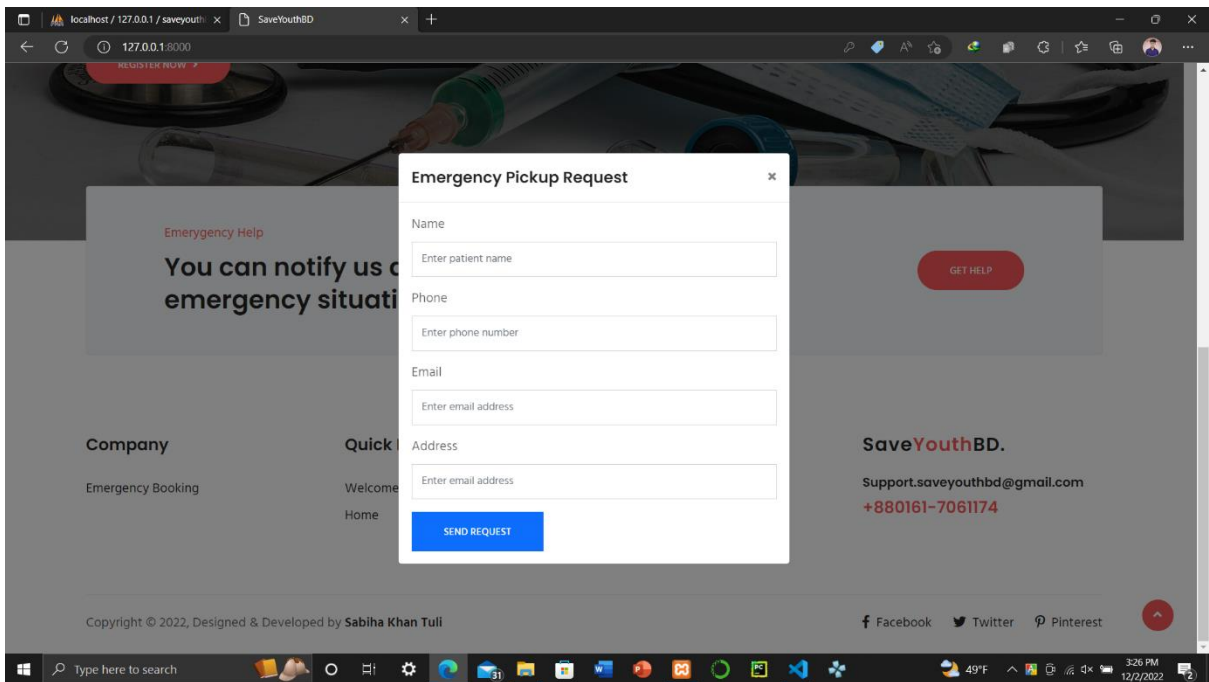 localhost / 127.0.0.1 / saveyouth
SaveYouthBD
127.0.0.1:8000
REGISTER NOW
Emergency Pickup Request
Name
Enter patient name
Phone
Enter phone number
Email
Enter email address
Address
Enter email address
SEND REQUEST
Emerygency Help
You can notify us
emergency situati
GET HELP
Company
Emergency Booking
Quick
Welcome
Home
SaveYouthBD.
Support.saveyouthbd@gmail.com
+880161-7061174
Copyright © 2022, Designed & Developed by Sabiha Khan Tuli
Facebook Twitter Pinterest
Type here to search
31
49°F
3:26 PM
12/2/2022
2